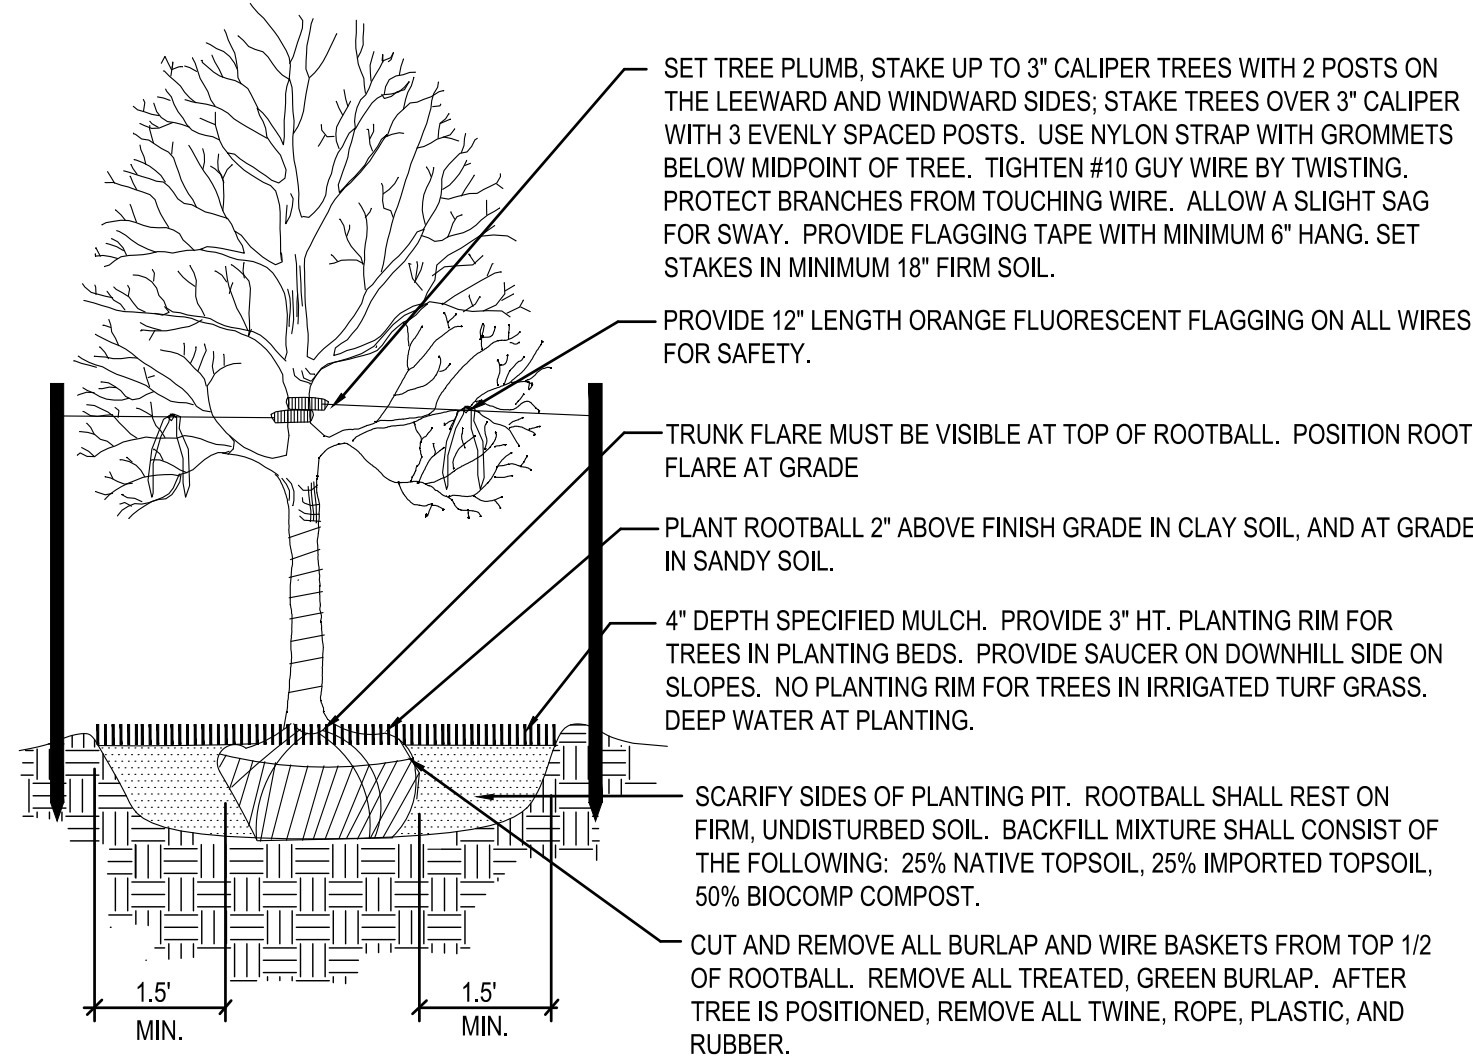 SET TREE PLUMB, STAKE UP TO 3" CALIPER TREES WITH 2 POSTS ON
THE LEEWARD AND WINDWARD SIDES; STAKE TREES OVER 3" CALIPER
WITH 3 EVENLY SPACED POSTS. USE NYLON STRAP WITH GROMMETS
BELOW MIDPOINT OF TREE. TIGHTEN #10 GUY WIRE BY TWISTING.
PROTECT BRANCHES FROM TOUCHING WIRE. ALLOW A SLIGHT SAG
FOR SWAY. PROVIDE FLAGGING TAPE WITH MINIMUM 6" HANG. SET
STAKES IN MINIMUM 18" FIRM SOIL.
PROVIDE 12" LENGTH ORANGE FLUORESCENT FLAGGING ON ALL WIRES
FOR SAFETY.
TRUNK FLARE MUST BE VISIBLE AT TOP OF ROOTBALL. POSITION ROOT
FLARE AT GRADE
PLANT ROOTBALL 2" ABOVE FINISH GRADE IN CLAY SOIL, AND AT GRADE
IN SANDY SOIL.
4" DEPTH SPECIFIED MULCH. PROVIDE 3" HT. PLANTING RIM FOR
TREES IN PLANTING BEDS. PROVIDE SAUCER ON DOWNHILL SIDE ON
SLOPES. NO PLANTING RIM FOR TREES IN IRRIGATED TURF GRASS.
DEEP WATER AT PLANTING.
SCARIFY SIDES OF PLANTING PIT. ROOTBALL SHALL REST ON
FIRM, UNDISTURBED SOIL. BACKFILL MIXTURE SHALL CONSIST OF
THE FOLLOWING: 25% NATIVE TOPSOIL, 25% IMPORTED TOPSOIL,
50% BIOCOMP COMPOST.
CUT AND REMOVE ALL BURLAP AND WIRE BASKETS FROM TOP 1/2
OF ROOTBALL. REMOVE ALL TREATED, GREEN BURLAP. AFTER
TREE IS POSITIONED, REMOVE ALL TWINE, ROPE, PLASTIC, AND
RUBBER.
1.5'
MIN.
1.5'
MIN.